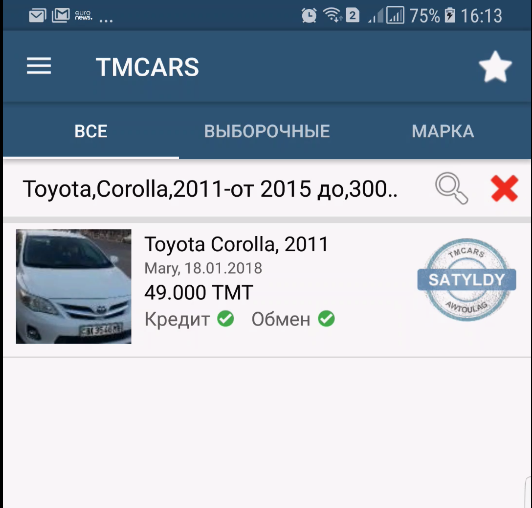 euro
news. ...
2 75% 16:13
TMCARS
ВСЕ ВЫБОРОЧНЫЕ МАРКА
Toyota,Corolla,2011-от 2015 до,300..
Toyota Corolla, 2011
Mary, 18.01.2018
49.000 TMT
Кредит Обмен
TMCARS
SATYLDY
AWTOULAG